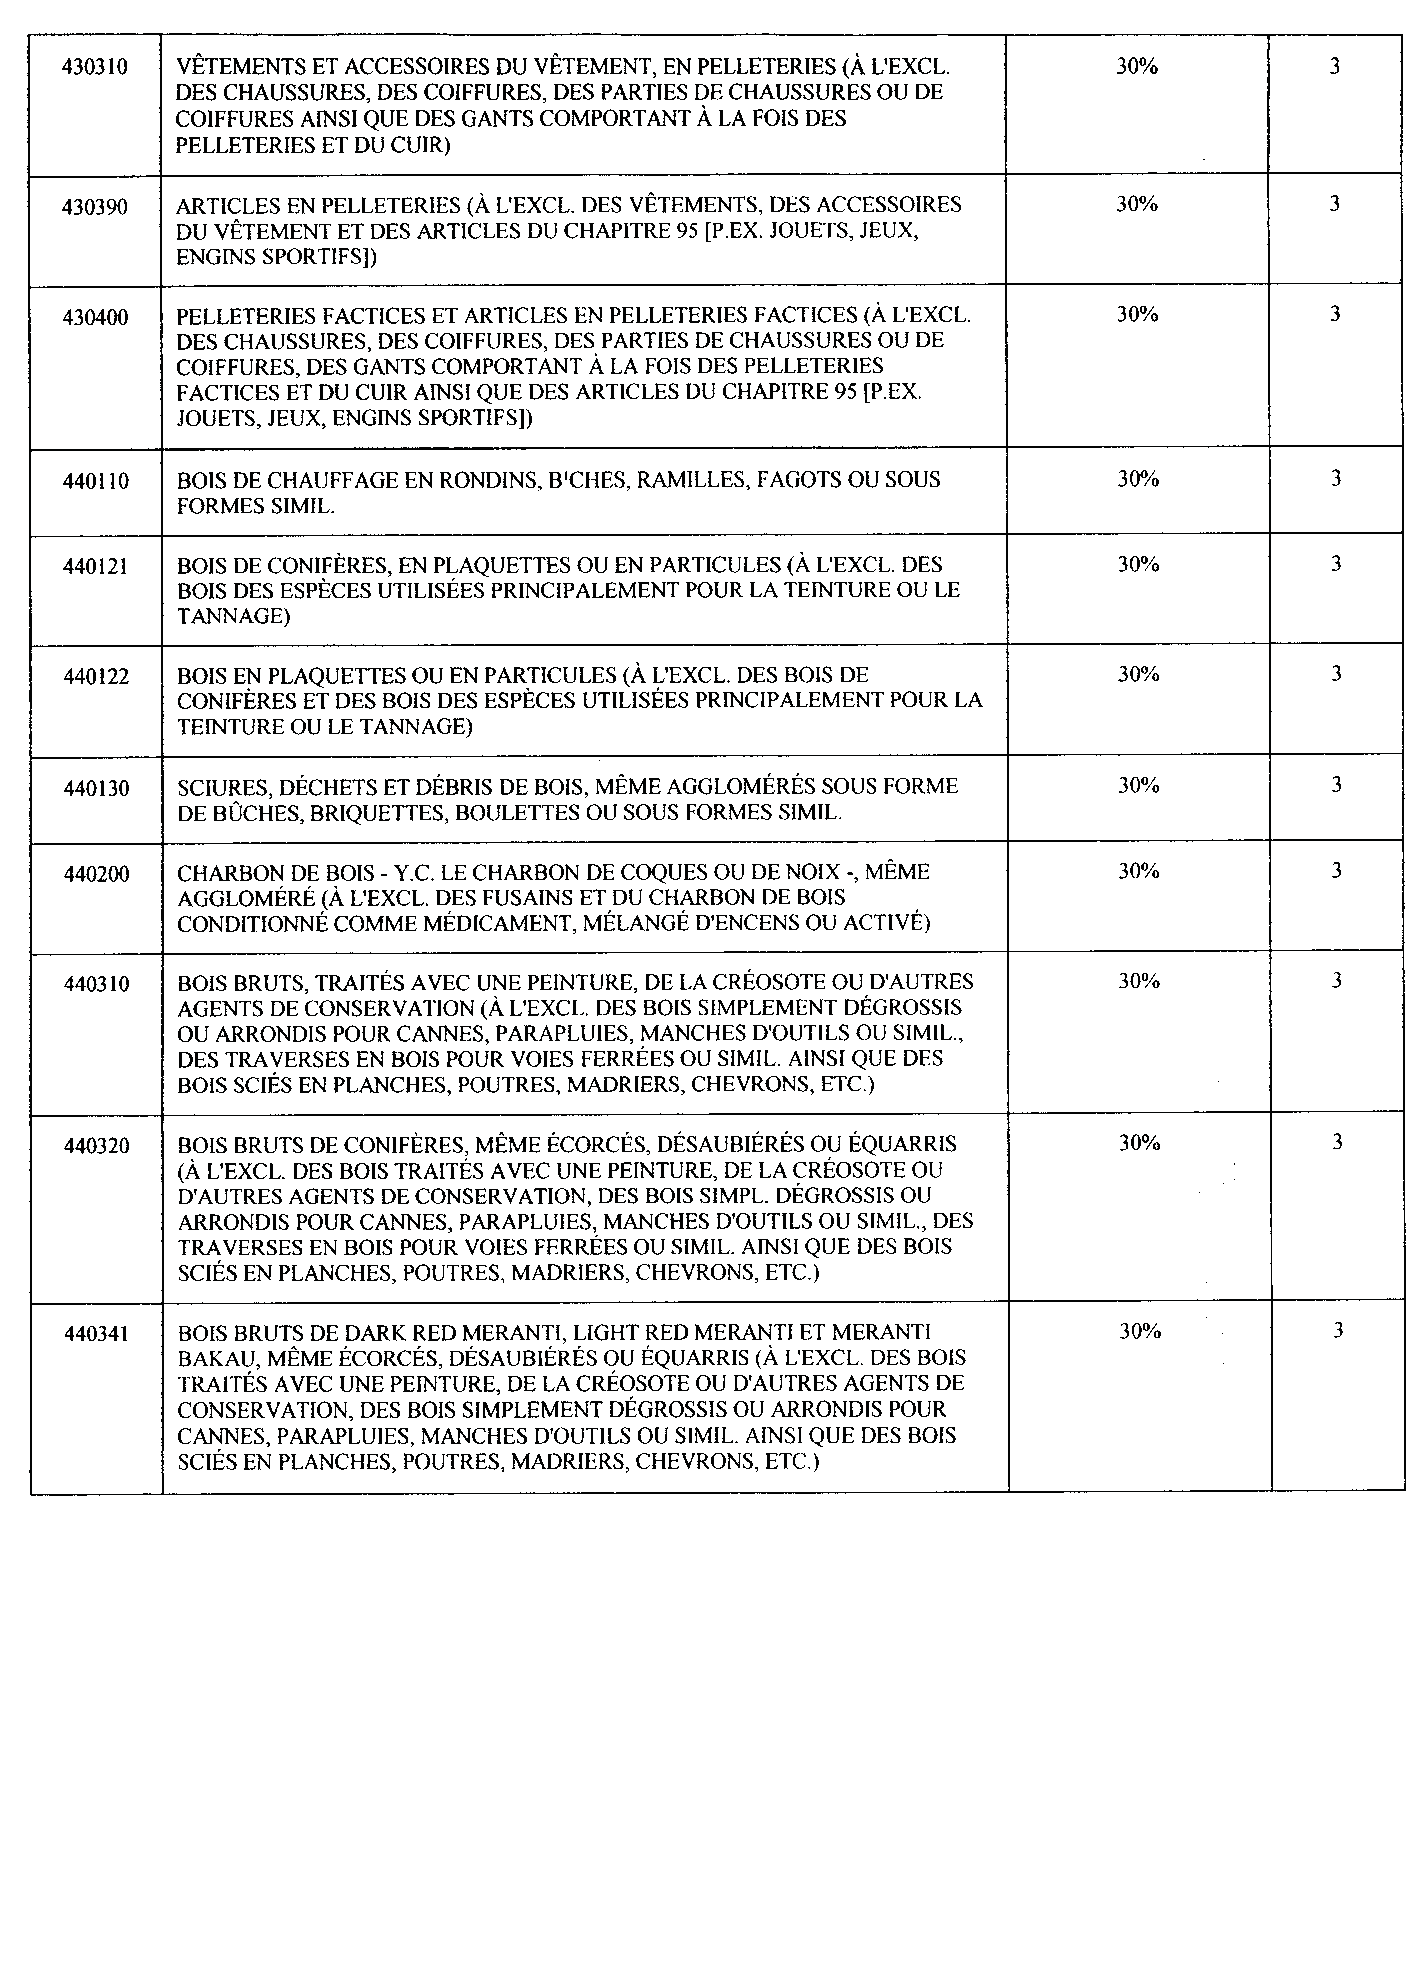 430310 VÊTEMENTS ET ACCESSOIRES DU VÊTEMENT, EN PELLETERIES (À L'EXCL. 30% 3
DES CHAUSSURES, DES COIFFURES, DES PARTIES DE CHAUSSURES OU DE
COIFFURES AINSI QUE DES GANTS COMPORTANT À LA FOIS DES
PELLETERIES ET DU CUIR)
430390 ARTICLES EN PELLETERIES (À L'EXCL. DES VÊTEMENTS, DES ACCESSOIRES 30% 3
DU VÊTEMENT ET DES ARTICLES DU CHAPITRE 95 [P.EX. JOUETS, JEUX,
ENGINS SPORTIFS])
430400 PELLETERIES FACTICES ET ARTICLES EN PELLETERIES FACTICES (À L'EXCL. 30% 3
DES CHAUSSURES, DES COIFFURES, DES PARTIES DE CHAUSSURES OU DE
COIFFURES, DES GANTS COMPORTANT À LA FOIS DES PELLETERIES
FACTICES ET DU CUIR AINSI QUE DES ARTICLES DU CHAPITRE 95 [P.EX.
JOUETS, JEUX, ENGINS SPORTIFS])
440110 BOIS DE CHAUFFAGE EN RONDINS, B'CHES, RAMILLES, FAGOTS OU SOUS 30% 3
FORMES SIMIL.
440121 BOIS DE CONIFÈRES, EN PLAQUETTES OU EN PARTICULES (À L'EXCL. DES 30% 3
BOIS DES ESPÈCES UTILISÉES PRINCIPALEMENT POUR LA TEINTURE OU LE
TANNAGE)
440122 BOIS EN PLAQUETTES OU EN PARTICULES (À L'EXCL. DES BOIS DE 30% 3
CONIFÈRES ET DES BOIS DES ESPÈCES UTILISÉES PRINCIPALEMENT POUR LA
TEINTURE OU LE TANNAGE)
440130 SCIURES, DÉCHETS ET DÉBRIS DE BOIS, MÊME AGGLOMÉRÉS SOUS FORME 30% 3
DE BÛCHES, BRIQUETTES, BOULETTES OU SOUS FORMES SIMIL.
440200 CHARBON DE BOIS - Y.C. LE CHARBON DE COQUES OU DE NOIX -, MÊME 30% 3
AGGLOMÉRÉ (À L'EXCL. DES FUSAINS ET DU CHARBON DE BOIS
CONDITIONNÉ COMME MÉDICAMENT, MÉLANGÉ D'ENCENS OU ACTIVÉ)
440310 BOIS BRUTS, TRAITÉS AVEC UNE PEINTURE, DE LA CRÉOSOTE OU D'AUTRES 30% 3
AGENTS DE CONSERVATION (À L'EXCL. DES BOIS SIMPLEMENT DÉGROSSIS
OU ARRONDIS POUR CANNES, PARAPLUIES, MANCHES D'OUTILS OU SIMIL.,
DES TRAVERSES EN BOIS POUR VOIES FERRÉES OU SIMIL. AINSI QUE DES
BOIS SCIÉS EN PLANCHES, POUTRES, MADRIERS, CHEVRONS, ETC.)
440320 BOIS BRUTS DE CONIFÈRES, MÊME ÉCORCÉS, DÉSAUBIÉRÉS OU ÉQUARRIS 30% 3
(À L'EXCL. DES BOIS TRAITÉS AVEC UNE PEINTURE, DE LA CRÉOSOTE OU
D'AUTRES AGENTS DE CONSERVATION, DES BOIS SIMPL. DÉGROSSIS OU
ARRONDIS POUR CANNES, PARAPLUIES, MANCHES D'OUTILS OU SIMIL., DES
TRAVERSES EN BOIS POUR VOIES FERRÉES OU SIMIL. AINSI QUE DES BOIS
SCIÉS EN PLANCHES, POUTRES, MADRIERS, CHEVRONS, ETC.)
440341 BOIS BRUTS DE DARK RED MERANTI, LIGHT RED MERANTI ET MERANTI 30% 3
BAKAU, MÊME ÉCORCÉS, DÉSAUBIÉRÉS OU ÉQUARRIS (À L'EXCL. DES BOIS
TRAITÉS AVEC UNE PEINTURE, DE LA CRÉOSOTE OU D'AUTRES AGENTS DE
CONSERVATION, DES BOIS SIMPLEMENT DÉGROSSIS OU ARRONDIS POUR
CANNES, PARAPLUIES, MANCHES D'OUTILS OU SIMIL. AINSI QUE DES BOIS
SCIÉS EN PLANCHES, POUTRES, MADRIERS, CHEVRONS, ETC.)